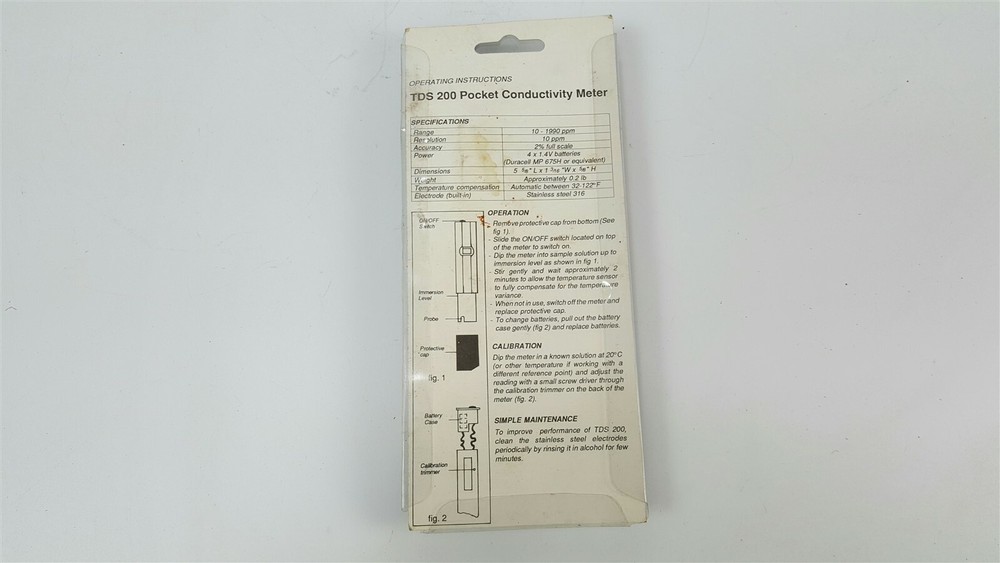 OPERATING INSTRUCTIONS
TDS 200 Pocket Conductivity Meter
SPECIFICATIONS
Range 10 - 1990 ppm
Resolution 10 ppm
Accuracy 2% full scale
Power 4 x 1.4V batteries
(Duracell MP 675H or equivalent)
Dimensions 5 "L x 1 "W x "H
Weight Approximately 0.2 lb
Temperature compensation Automatic between 32-122°F
Electrode (built-in) Stainless steel 316
ON/OFF
Switch
Immersion
Level
Probe
Protective
cap
fig. 1
Battery
Case
Calibration
trimmer
fig. 2
OPERATION
- Remove protective cap from bottom (See
fig 1).
- Slide the ON/OFF switch located on top
of the meter to switch on.
- Dip the meter into sample solution up to
immersion level as shown in fig 1.
- Stir gently and wait approximately 2
minutes to allow the temperature sensor
to fully compensate for the temperature
variance.
- When not in use, switch off the meter and
replace protective cap.
- To change batteries, pull out the battery
case gently (fig 2) and replace batteries.
CALIBRATION
Dip the meter in a known solution at 20°C
(or other temperature if working with a
different reference point) and adjust the
reading with a small screw driver through
the calibration trimmer on the back of the
meter (fig. 2).
SIMPLE MAINTENANCE
To improve performance of TDS 200,
clean the stainless steel electrodes
periodically by rinsing it in alcohol for few
minutes.